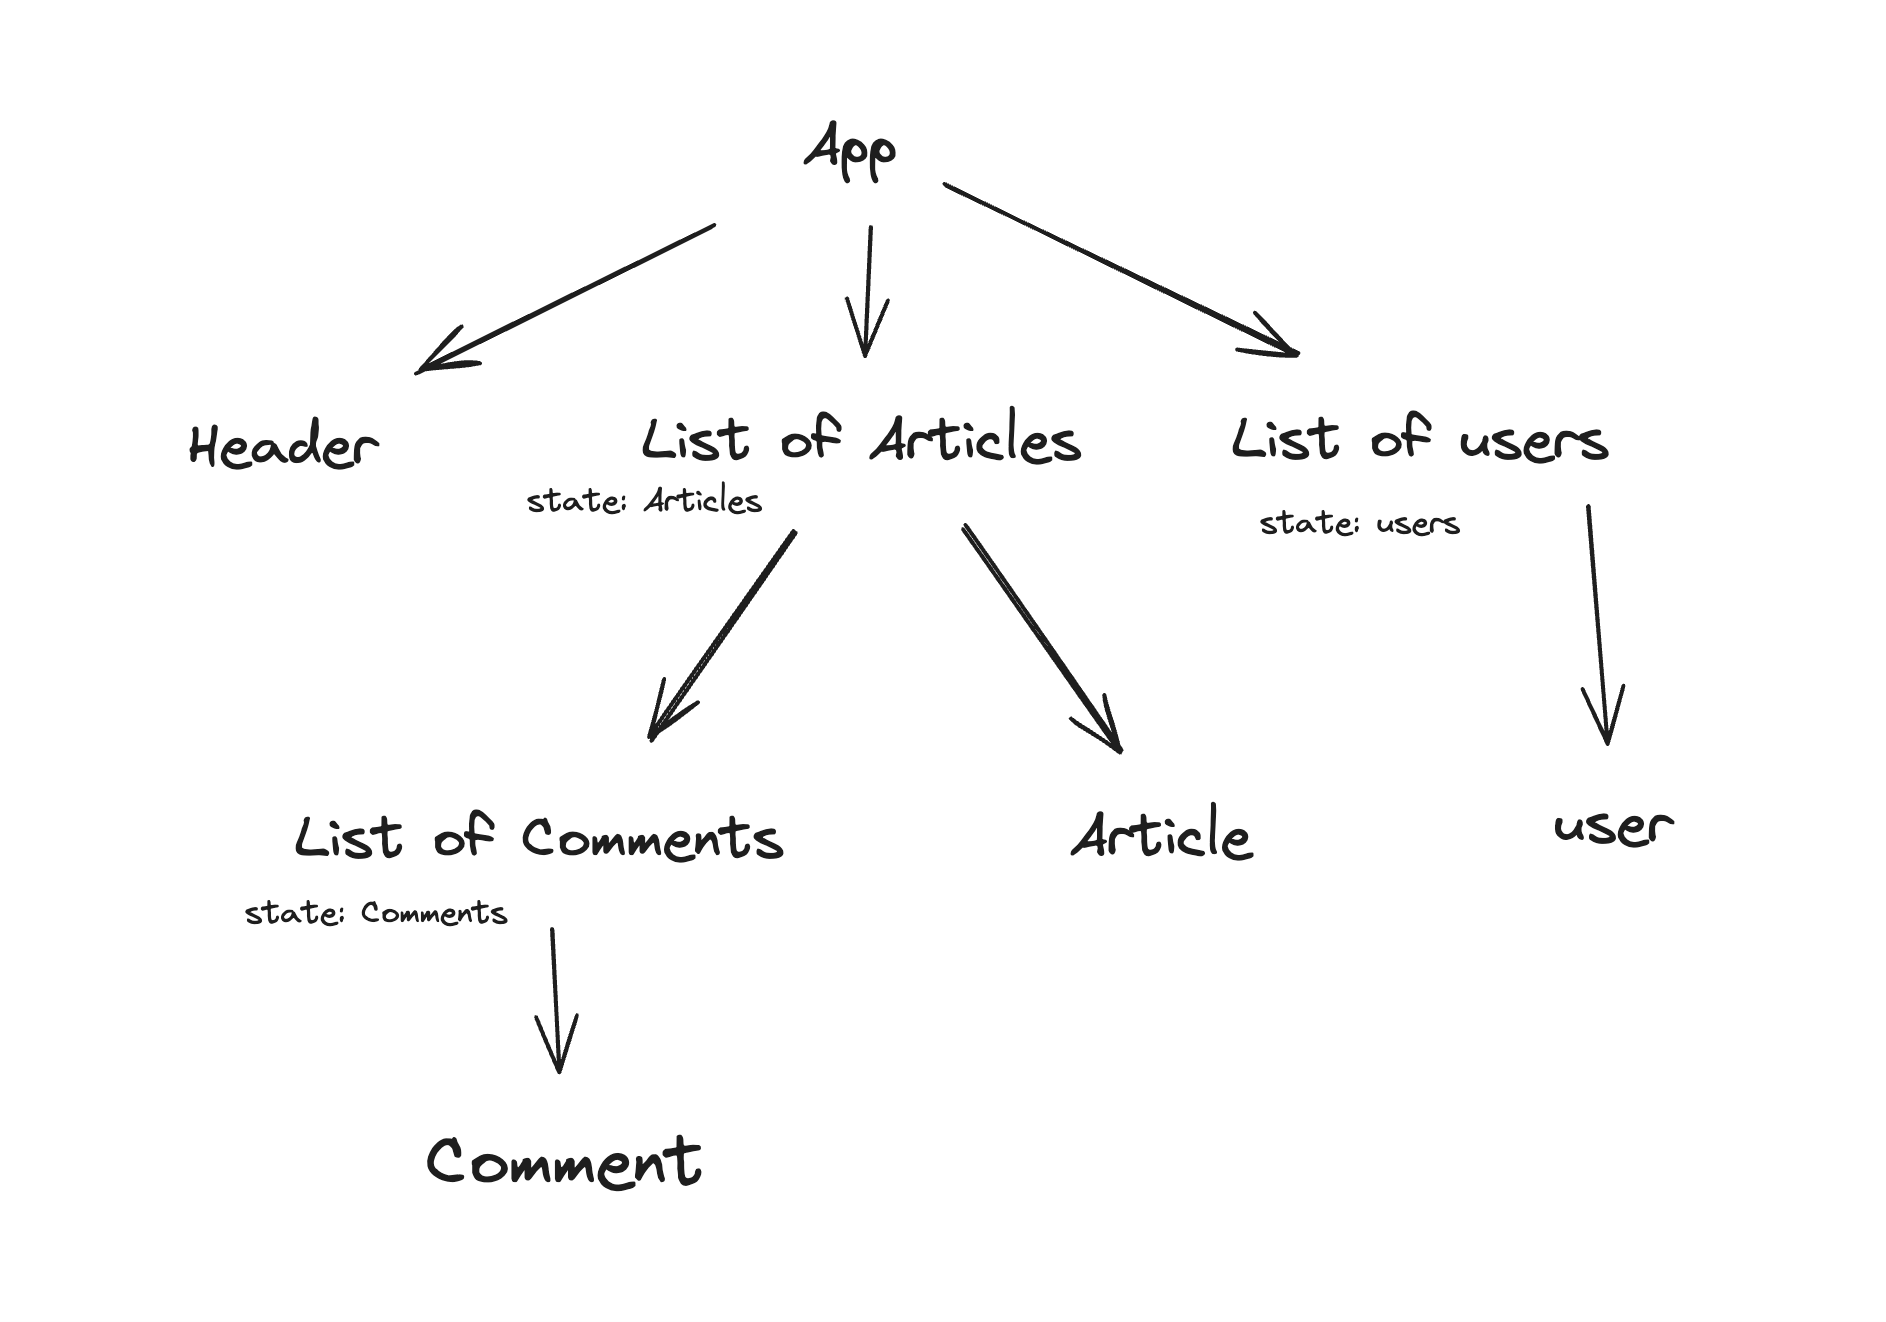 App
Header
List of Articles
List of users
state: Articles
state: users
List of Comments
Article
user
state: Comments
Comment